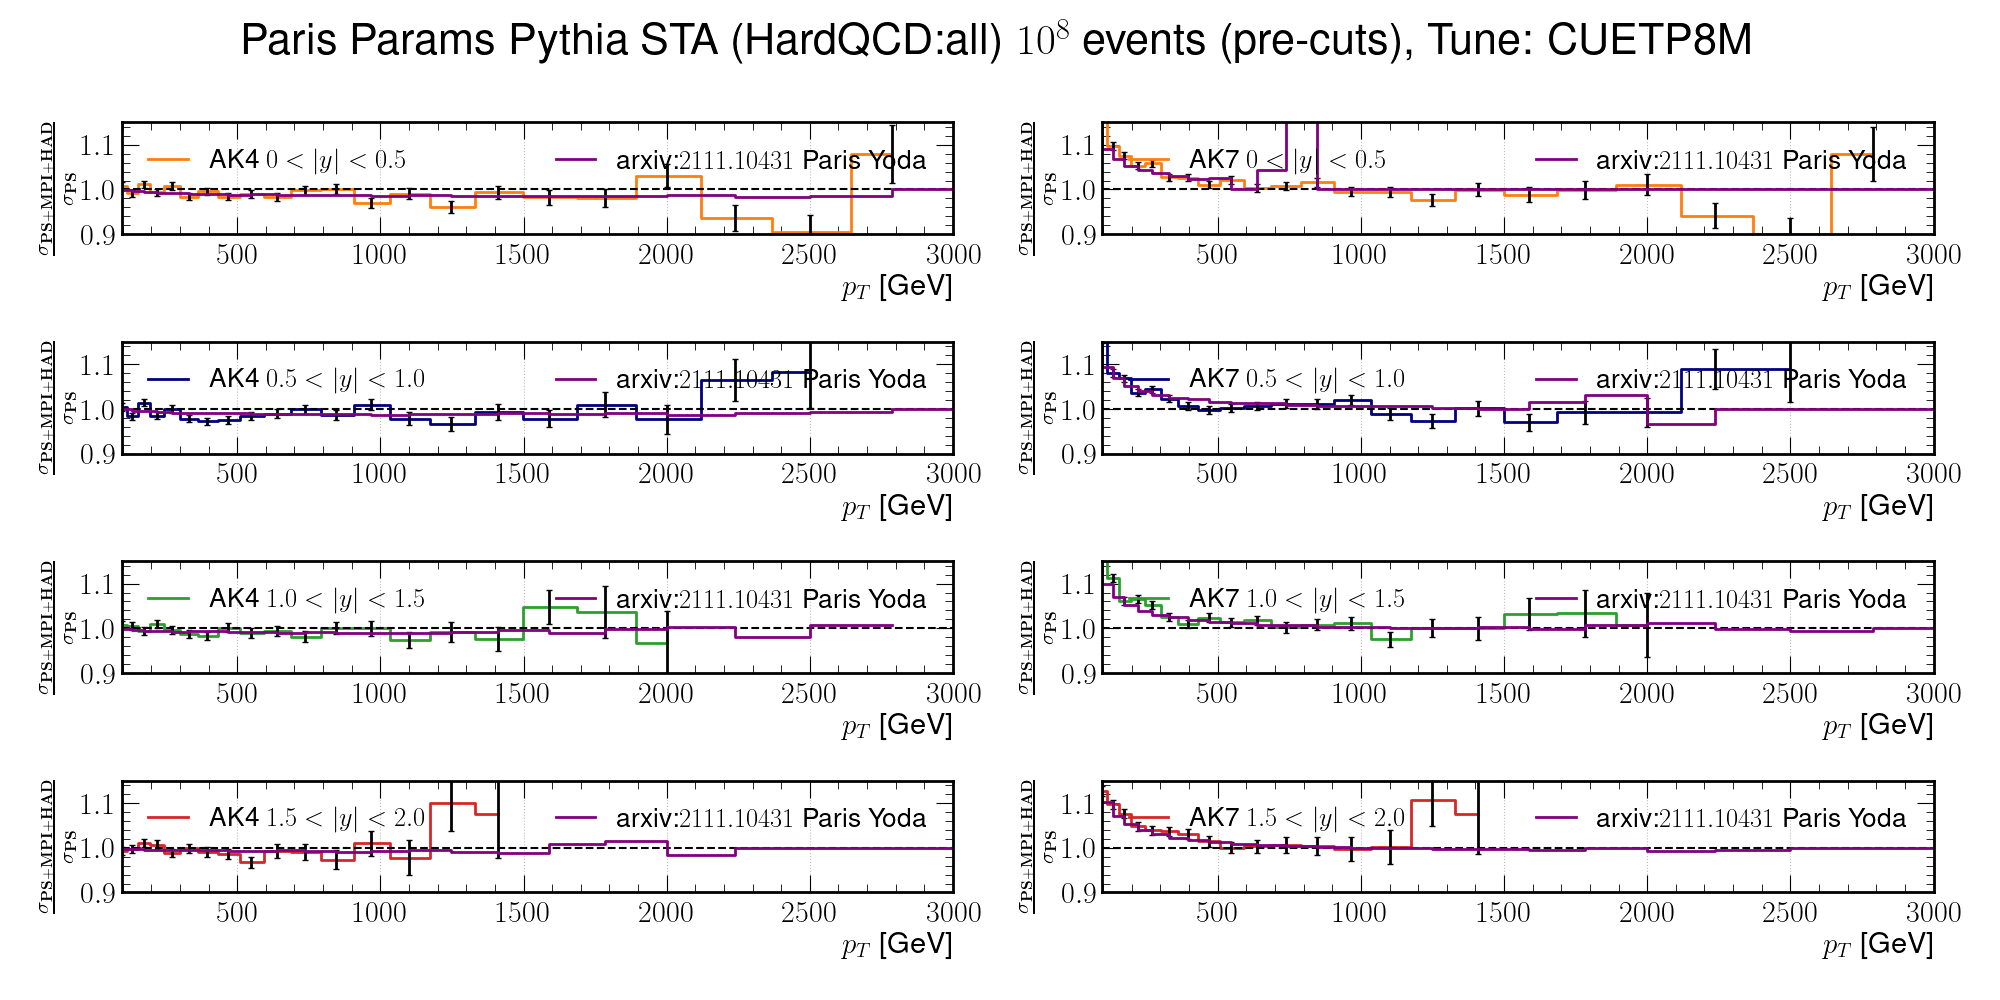 Paris Params Pythia STA (HardQCD:all) 10^8 events (pre-cuts), Tune: CUETP8M
σPS+MPI+HAD
σPS
1.1
1.0
0.9
AK4 0 < |y| < 0.5
arxiv:2111.10431 Paris Yoda
500 1000 1500 2000 2500 3000
pT [GeV]
σPS+MPI+HAD
σPS
1.1
1.0
0.9
AK7 0 < |y| < 0.5
arxiv:2111.10431 Paris Yoda
500 1000 1500 2000 2500 3000
pT [GeV]
σPS+MPI+HAD
σPS
1.1
1.0
0.9
AK4 0.5 < |y| < 1.0
arxiv:2111.10431 Paris Yoda
500 1000 1500 2000 2500 3000
pT [GeV]
σPS+MPI+HAD
σPS
1.1
1.0
0.9
AK7 0.5 < |y| < 1.0
arxiv:2111.10431 Paris Yoda
500 1000 1500 2000 2500 3000
pT [GeV]
σPS+MPI+HAD
σPS
1.1
1.0
0.9
AK4 1.0 < |y| < 1.5
arxiv:2111.10431 Paris Yoda
500 1000 1500 2000 2500 3000
pT [GeV]
σPS+MPI+HAD
σPS
1.1
1.0
0.9
AK7 1.0 < |y| < 1.5
arxiv:2111.10431 Paris Yoda
500 1000 1500 2000 2500 3000
pT [GeV]
σPS+MPI+HAD
σPS
1.1
1.0
0.9
AK4 1.5 < |y| < 2.0
arxiv:2111.10431 Paris Yoda
500 1000 1500 2000 2500 3000
pT [GeV]
σPS+MPI+HAD
σPS
1.1
1.0
0.9
AK7 1.5 < |y| < 2.0
arxiv:2111.10431 Paris Yoda
500 1000 1500 2000 2500 3000
pT [GeV]